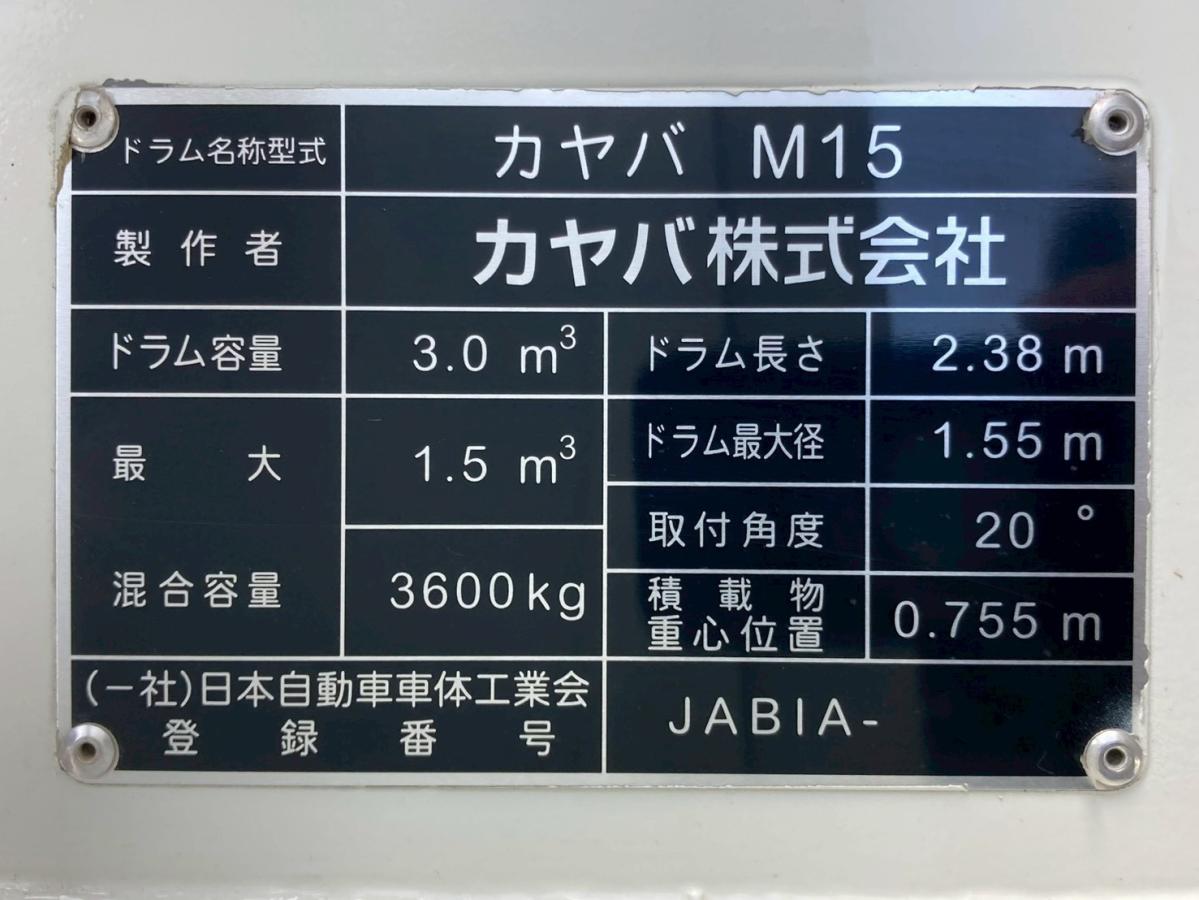 ドラム名称型式 カヤバ M15
製作者 カヤバ株式会社
ドラム容量 3.0 m³ ドラム長さ 2.38 m
最大 1.5 m³ ドラム最大径 1.55 m
取付角度 20°
混合容量 3600kg 積載物
重心位置 0.755 m
(一社)日本自動車車体工業会
登録番号 JABIA-